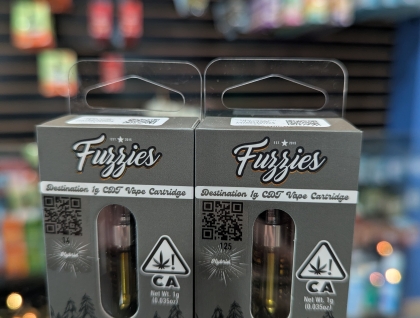 Fuzzies
Destination 1g CDT Vape Cartridge
Hybrid
CA
Net Wt. 1g
(0.035oz)
Fuzzies
Destination 1g CDT Vape Cartridge
125
Hybrid
CA
Net Wt. 1g
(0.035oz)